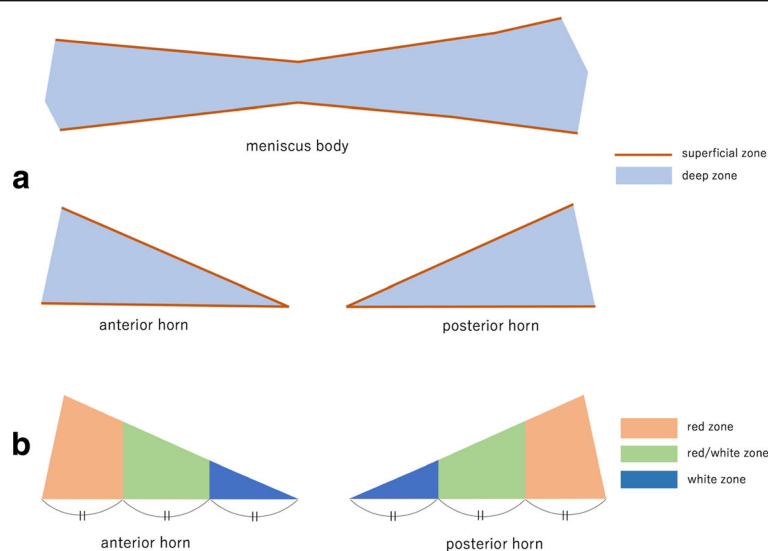 meniscus body
superficial zone
deep zone
a
anterior horn
posterior horn
b
red zone
red/white zone
white zone
anterior horn
posterior horn